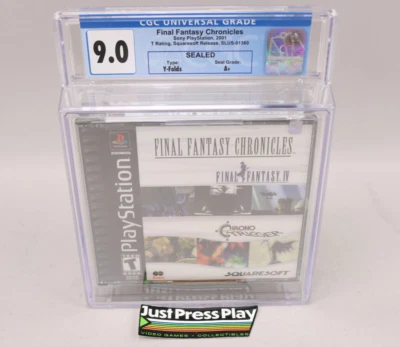 CGC UNIVERSAL GRADE
9.0
Final Fantasy Chronicles
Sony PlayStation, 2001
T Rating, Squaresoft Release, SLUS-01360
SEALED
Type: Seal Grade:
Y-Folds A+
FINAL FANTASY CHRONICLES
FINAL FANTASY IV
CHRONO
TRIGGER
PlayStation
T
SQUARESOFT
JUST PRESS PLAY
VIDEO GAMES • COLLECTIBLES